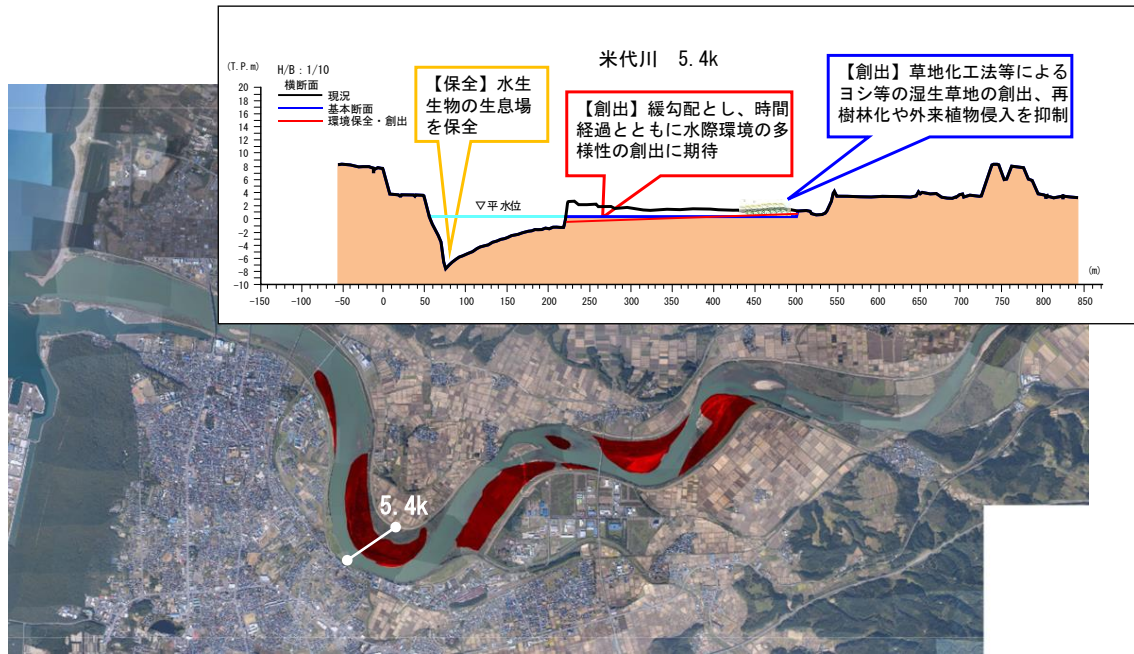 米代川 5.4k
(T.P.m)
H/B：1/10
横断面
現況
基本断面
環境保全・創出
【保全】水生
生物の生息場
を保全
【創出】緩勾配とし、時間
経過とともに水際環境の多
様性の創出に期待
【創出】草地化工法等による
ヨシ等の湿生草地の創出、再
樹林化や外来植物侵入を抑制
20
18
16
14
12
10
8
6
4
2
0
-2
-4
-6
-8
-10
▽平水位
(m)
-150 -100 -50 0 50 100 150 200 250 300 350 400 450 500 550 600 650 700 750 800 850
5.4k